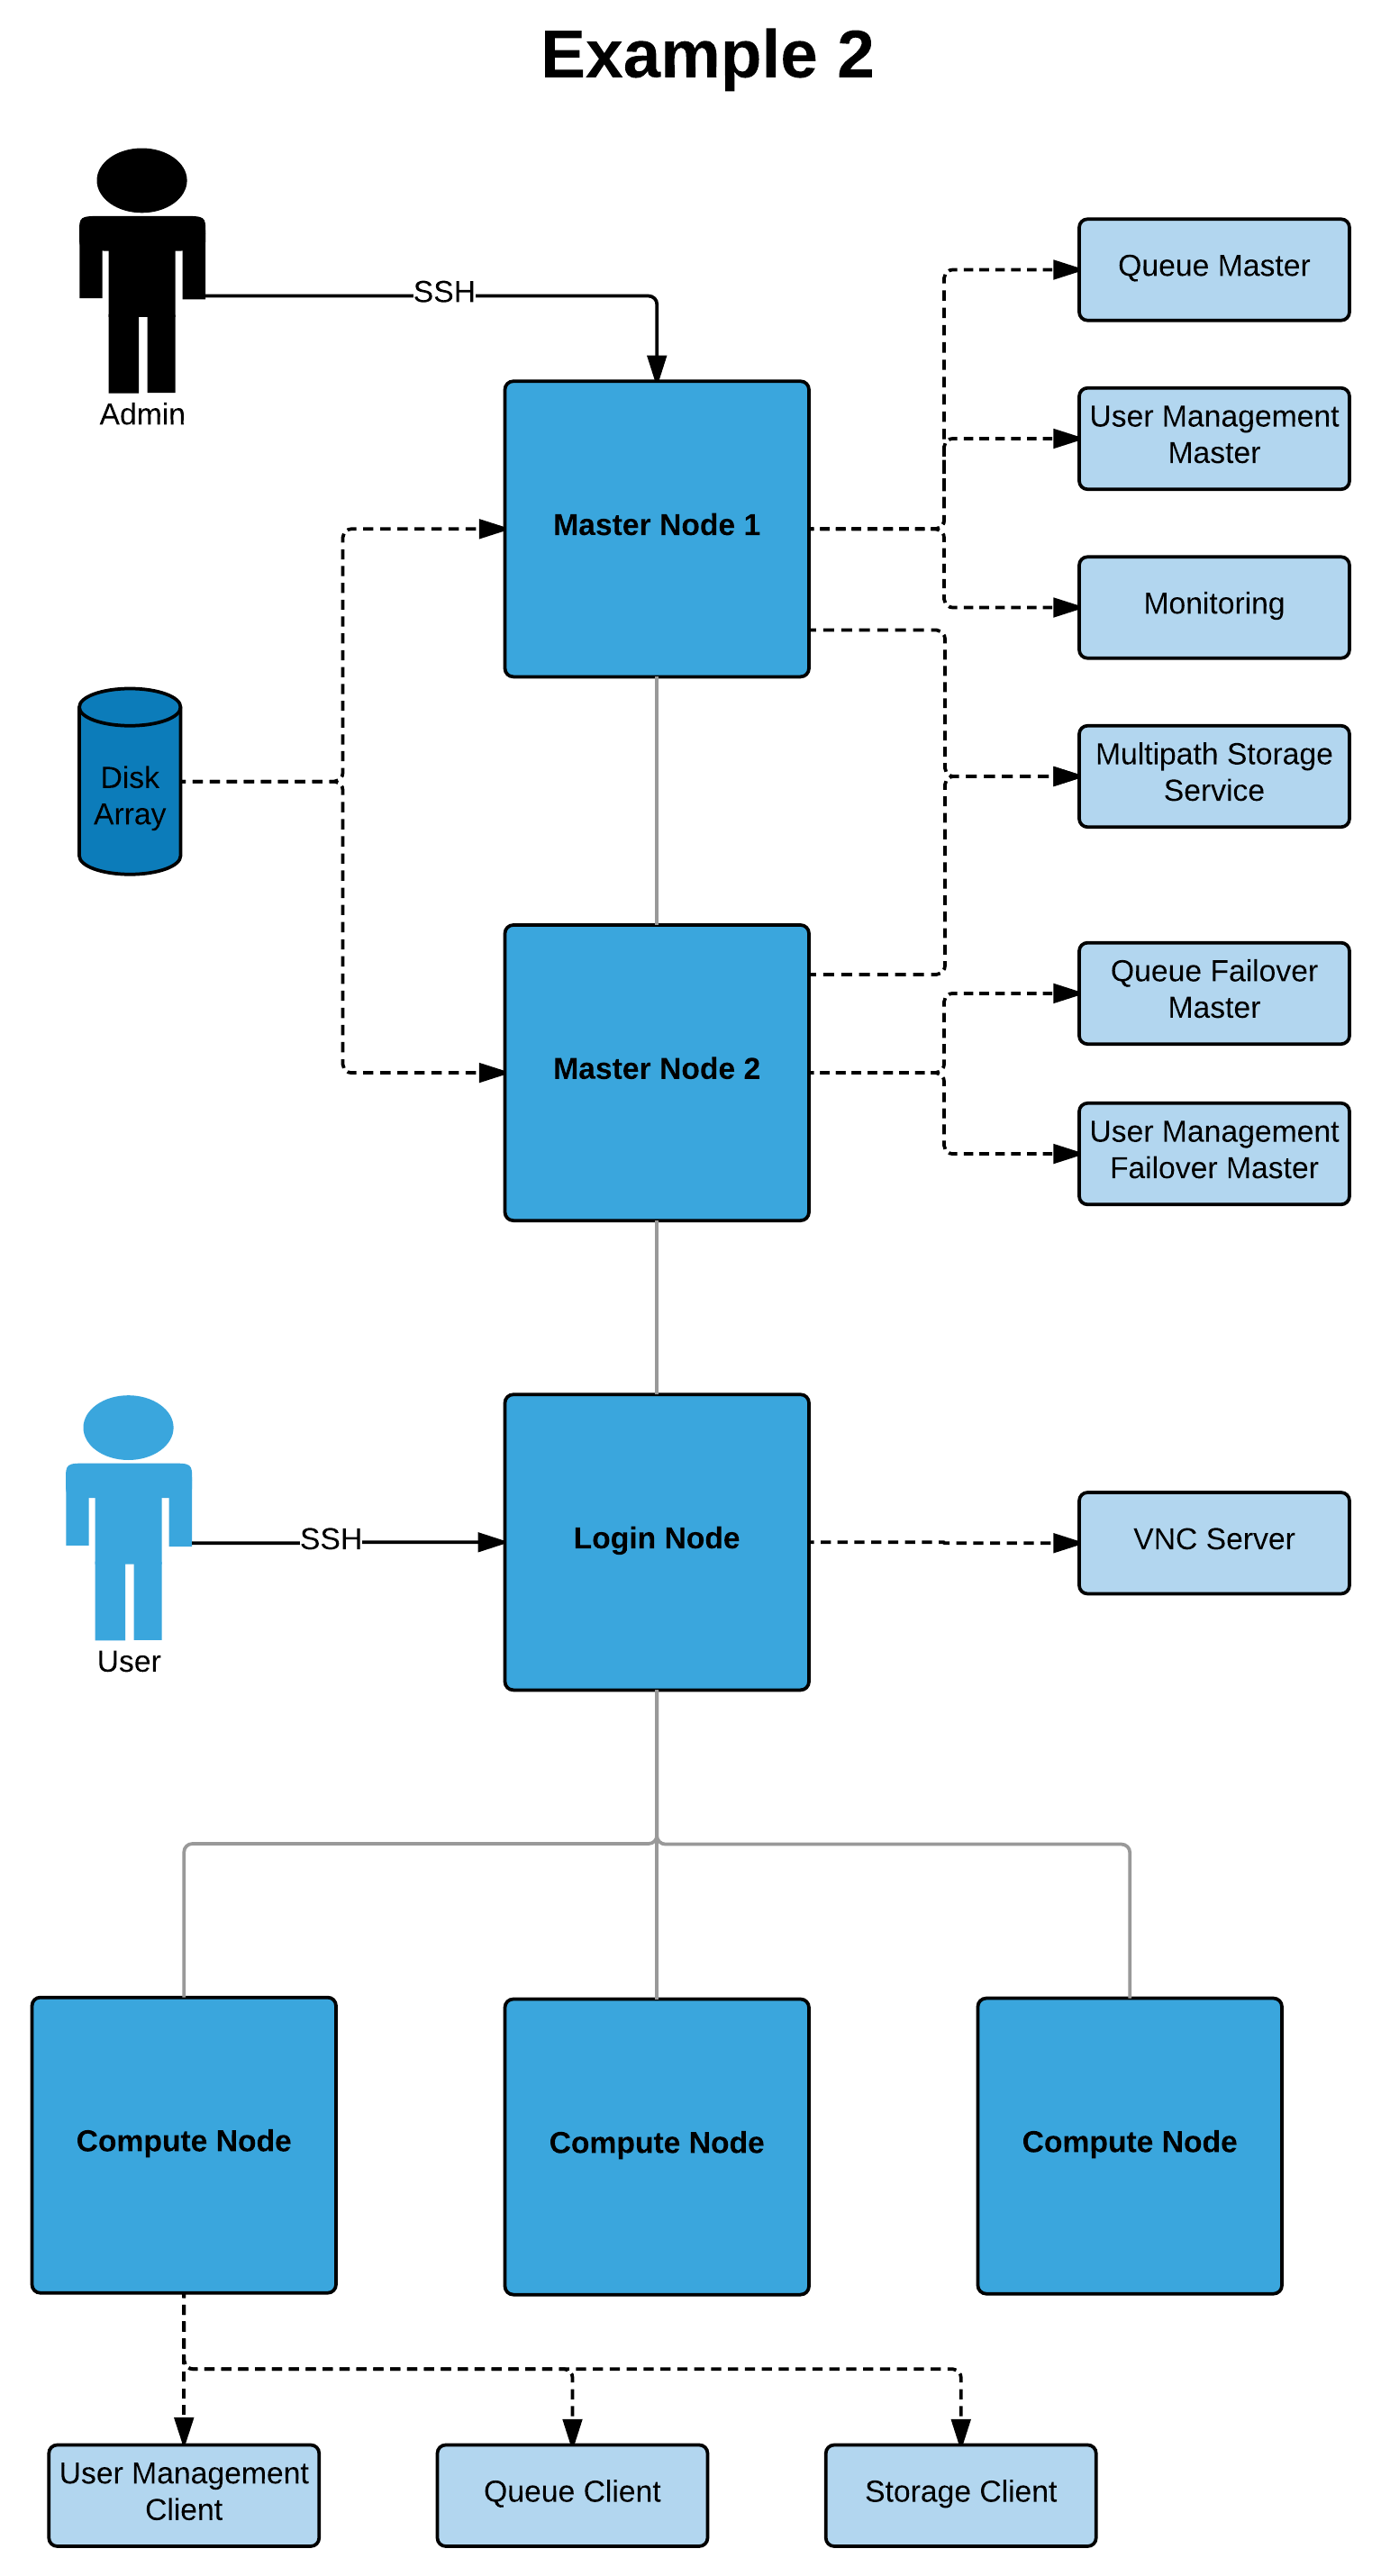 Example 2
SSH
Admin
Queue Master
User Management
Master
Master Node 1
Monitoring
Multipath Storage
Service
Disk
Array
Queue Failover
Master
Master Node 2
User Management
Failover Master
SSH
Login Node
VNC Server
User
Compute Node
Compute Node
Compute Node
User Management
Client
Queue Client
Storage Client